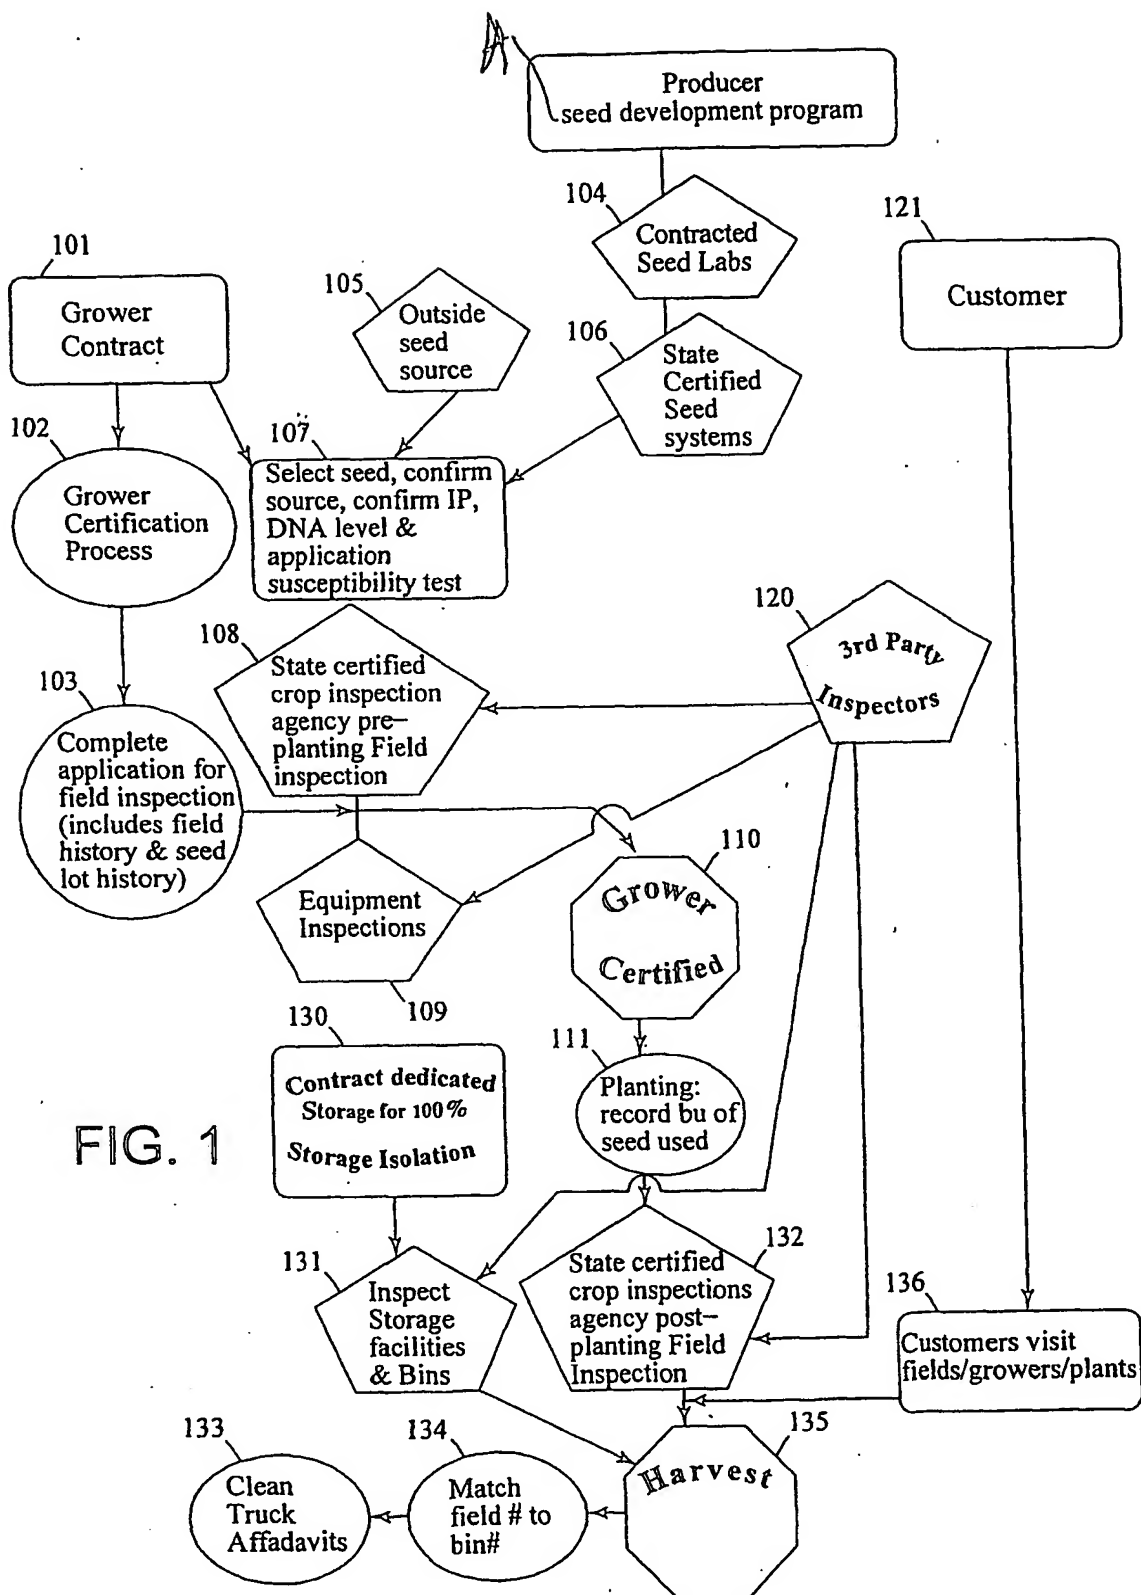 Producer
seed development program
104
Contracted
Seed Labs
121
Customer
101
Grower
Contract
105
Outside
seed
source
106
State
Certified
Seed
systems
102
Grower
Certification
Process
107
Select seed, confirm
source, confirm IP,
DNA level &
application
susceptibility test
108
State certified
crop inspection
agency pre–
planting Field
inspection
120
3rd Party
Inspectors
103
Complete
application for
field inspection
(includes field
history & seed
lot history)
Equipment
Inspections
109
110
Grower
Certified
130
Contract dedicated
Storage for 100%
Storage Isolation
111
Planting:
record bu of
seed used
FIG. 1
131
Inspect
Storage
facilities
& Bins
132
State certified
crop inspections
agency post–
planting Field
Inspection
136
Customers visit
fields/growers/plants
133
Clean
Truck
Affadavits
134
Match
field # to
bin#
135
Harvest